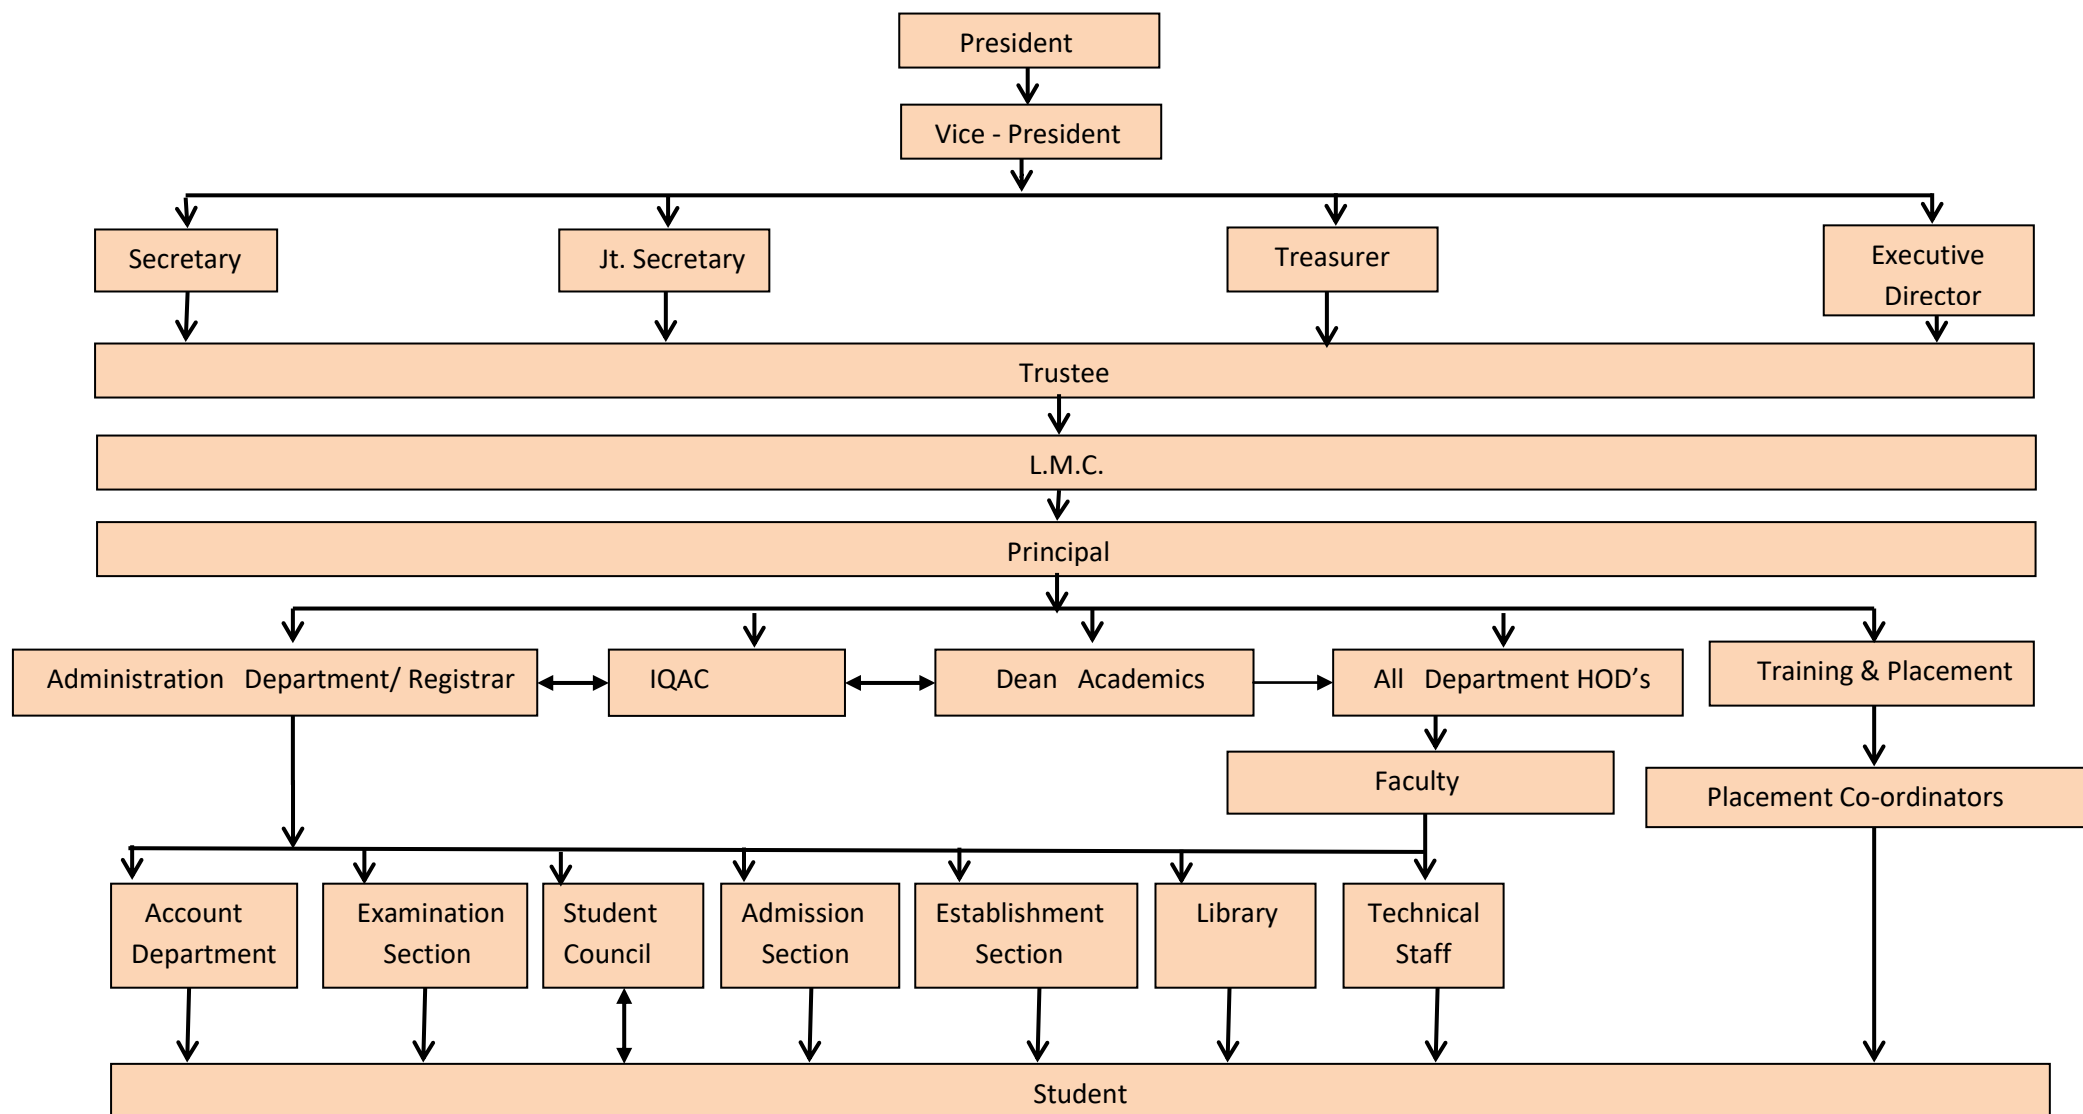 President
Vice - President
Secretary
Jt. Secretary
Treasurer
Executive
Director
Trustee
L.M.C.
Principal
Administration Department/ Registrar
IQAC
Dean Academics
All Department HOD’s
Training & Placement
Faculty
Placement Co-ordinators
Account
Department
Examination
Section
Student
Council
Admission
Section
Establishment
Section
Library
Technical
Staff
Student